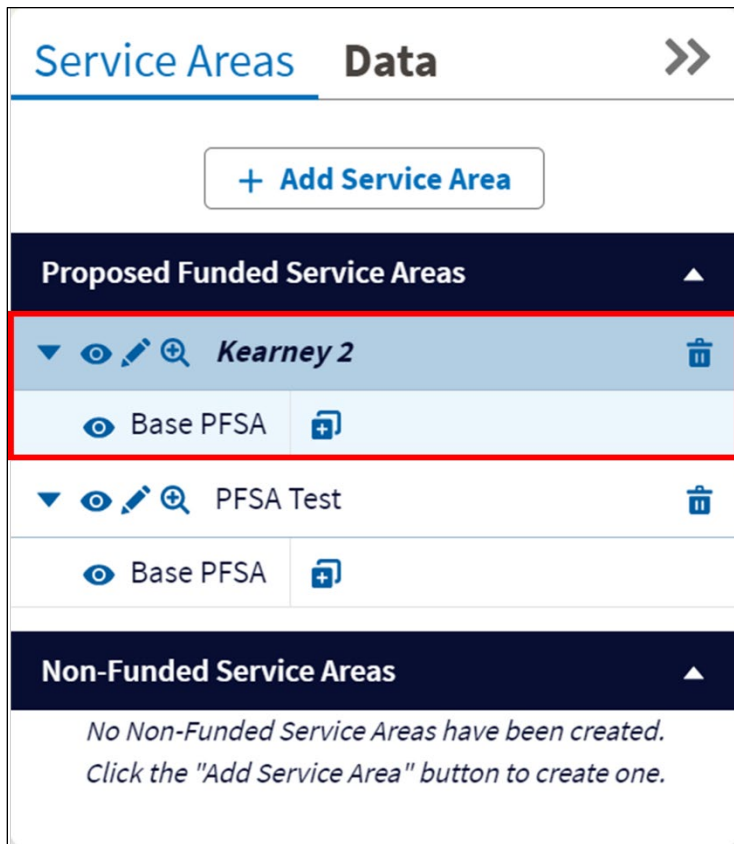 Service Areas Data
+ Add Service Area
Proposed Funded Service Areas
Kearney 2
Base PFSA
PFSA Test
Base PFSA
Non-Funded Service Areas
No Non-Funded Service Areas have been created.
Click the "Add Service Area" button to create one.